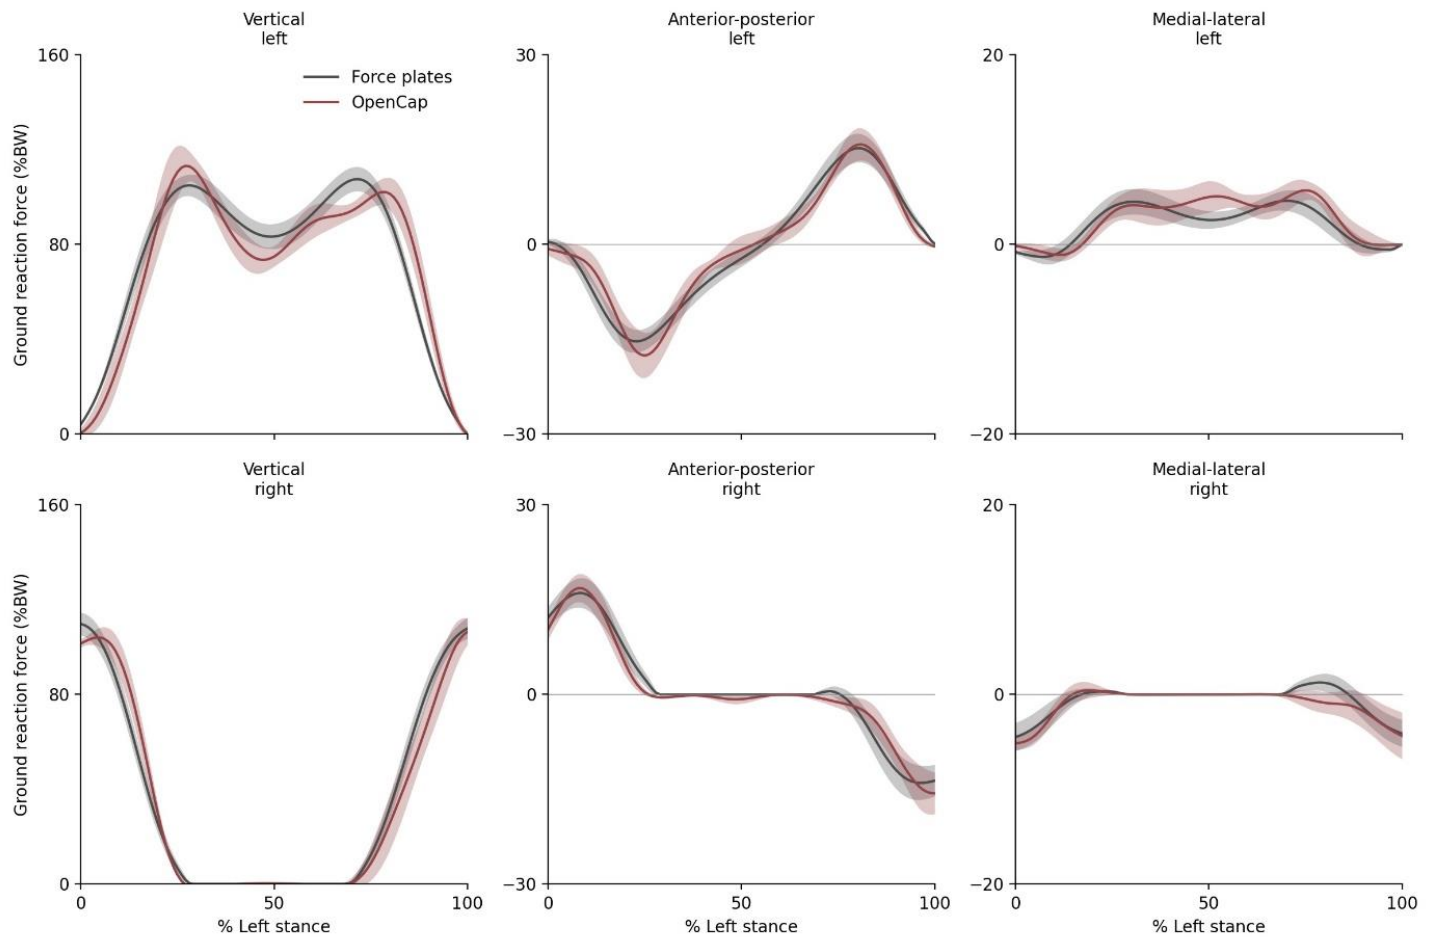 Vertical
left
Anterior-posterior
left
Medial-lateral
left
160
80
0
Ground reaction force (%BW)
Force plates
OpenCap
30
0
−30
20
0
−20
Vertical
right
Anterior-posterior
right
Medial-lateral
right
160
80
0
Ground reaction force (%BW)
0
50
100
% Left stance
30
0
−30
0
50
100
% Left stance
20
0
−20
0
50
100
% Left stance